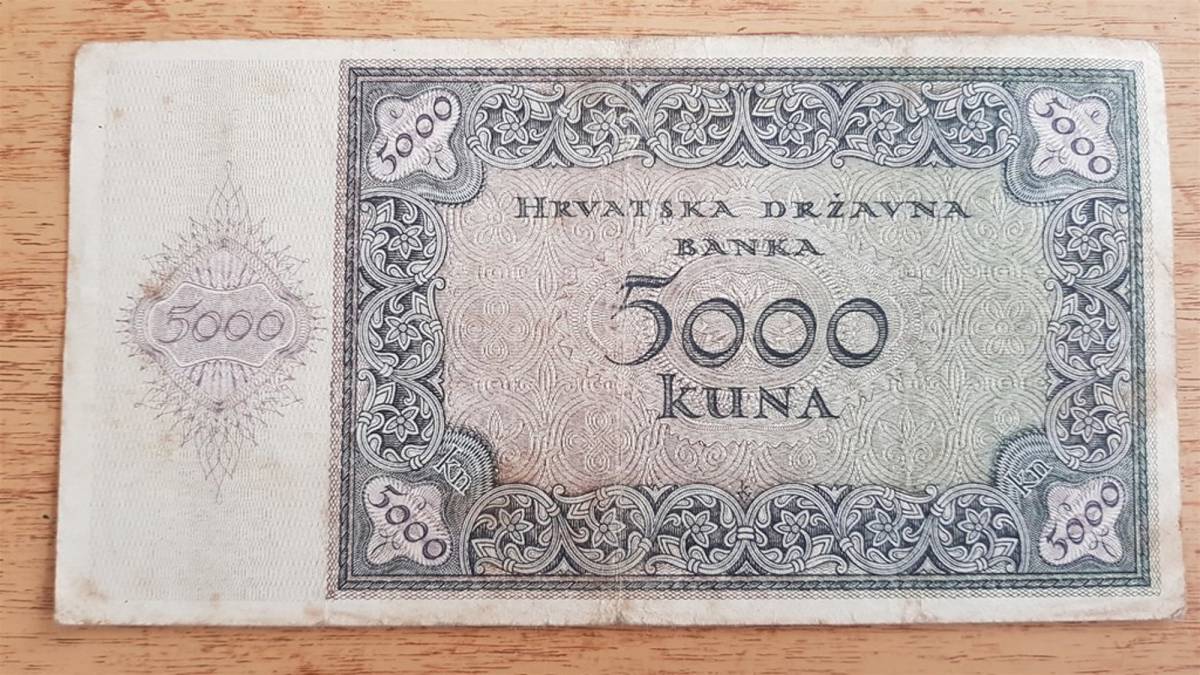 5000 5000
HRVATSKA DRŽAVNA
BANKA
5000
5000
KUNA
kn kn
5000 5000